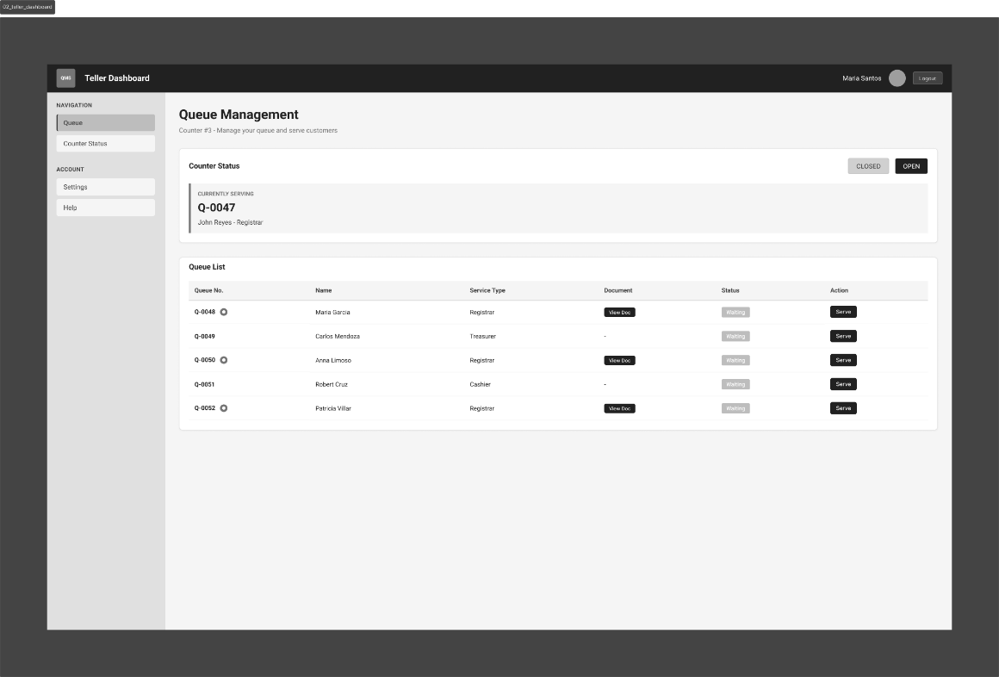 02_teller_dashboard
QMS Teller Dashboard Maria Santos Logout
NAVIGATION
Queue
Counter Status
ACCOUNT
Settings
Help
Queue Management
Counter #3 - Manage your queue and serve customers
Counter Status CLOSED OPEN
CURRENTLY SERVING
Q-0047
John Reyes - Registrar
Queue List
Queue No. Name Service Type Document Status Action
Q-0048 Maria Garcia Registrar View Doc Waiting Serve
Q-0049 Carlos Mendoza Treasurer - Waiting Serve
Q-0050 Anna Limoso Registrar View Doc Waiting Serve
Q-0051 Robert Cruz Cashier - Waiting Serve
Q-0052 Patricia Villar Registrar View Doc Waiting Serve